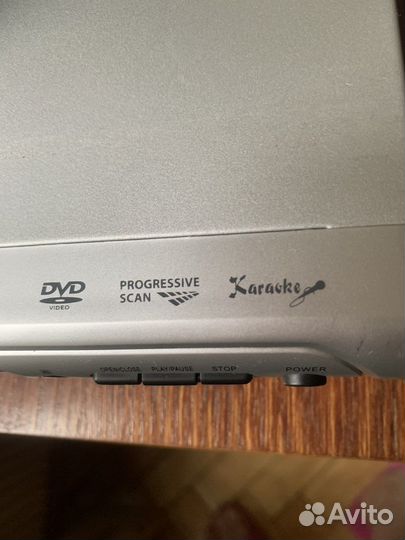 DVD
VIDEO
PROGRESSIVE
SCAN
Karaoke
OPEN/CLOSE PLAY/PAUSE STOP POWER
Avito